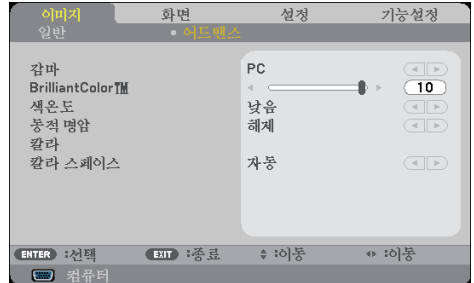 이미지 화면 설정 기능설정
일반 • 어드밴스
감마 PC
BrilliantColor™ 10
색온도 낮음
동적 명암 해제
칼라
칼라 스페이스 자동
ENTER :선택 EXIT :종료 :이동 :이동
컴퓨터